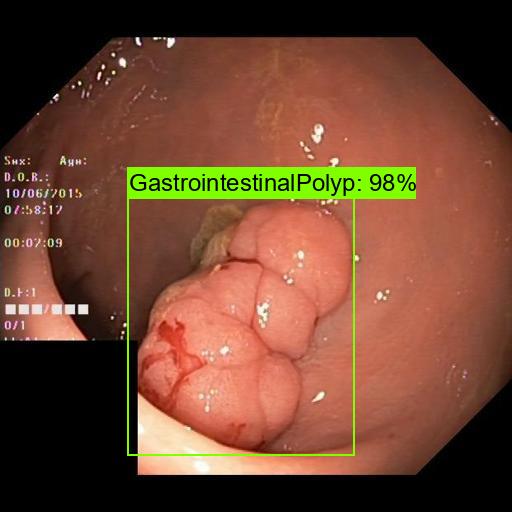 GastrointestinalPolyp: 98%
Sex: Age:
D.O.B.:
10/06/2015
07:58:17
00:02:09
D.F:1
■■■/■■■
0/1